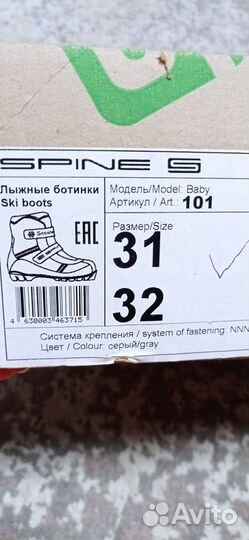 SPINE G
Лыжные ботинки
Ski boots
Модель/Model: Baby
Артикул / Art.: 101
Размер/Size
31
32
EAC
4 630003 463715
Система крепления / system of fastening: NNN
Цвет / Colour: серый/gray
Avito